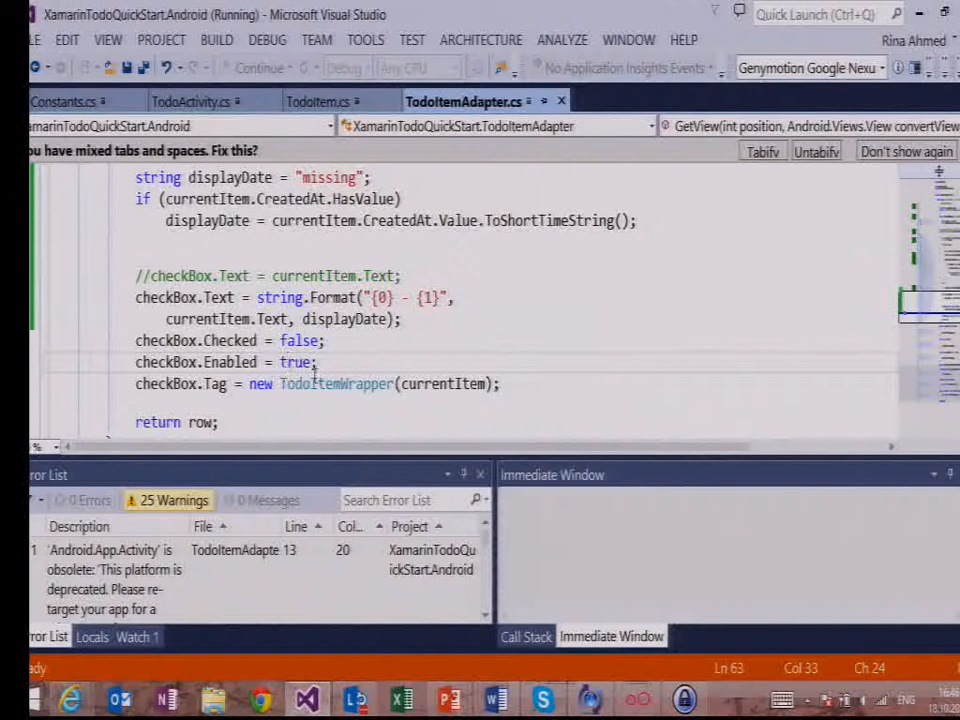 XamarinTodoQuickStart.Android (Running) - Microsoft Visual Studio
Quick Launch (Ctrl+Q)
LE EDIT VIEW PROJECT BUILD DEBUG TEAM TOOLS TEST ARCHITECTURE ANALYZE WINDOW HELP
Rina Ahmed
Continue Debug Any CPU No Application Insights Events Genymotion Google Nexu
Constants.cs TodoActivity.cs TodoItem.cs TodoItemAdapter.cs
amarinTodoQuickStart.Android XamarinTodoQuickStart.TodoItemAdapter GetView(int position, Android.Views.View convertView
ou have mixed tabs and spaces. Fix this? Tabify Untabify Don't show again
string displayDate = "missing";
if (currentItem.CreatedAt.HasValue)
displayDate = currentItem.CreatedAt.Value.ToShortTimeString();
//checkBox.Text = currentItem.Text;
checkBox.Text = string.Format("{0} - {1}",
currentItem.Text, displayDate);
checkBox.Checked = false;
checkBox.Enabled = true;
checkBox.Tag = new TodoItemWrapper(currentItem);
return row;
%
ror List
0 Errors 25 Warnings 0 Messages Search Error List
Description File Line Col... Project
1 'Android.App.Activity' is TodoItemAdapte 13 20 XamarinTodoQu
obsolete: 'This platform is ickStart.Android
deprecated. Please re-
target your app for a
rror List Locals Watch 1
Immediate Window
Call Stack Immediate Window
ady Ln 63 Col 33 Ch 24
ENG
16:46
18.10.20